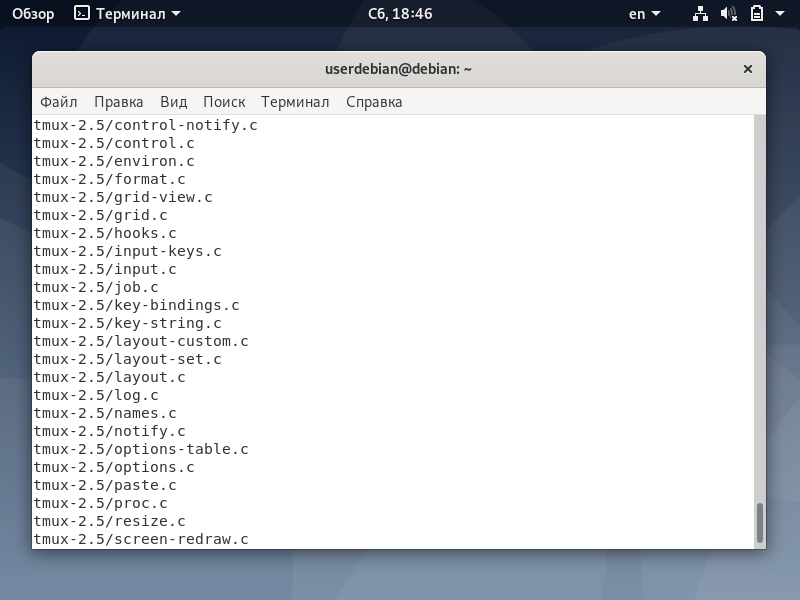 Обзор Терминал Сб, 18:46 en
userdebian@debian: ~ ×
Файл Правка Вид Поиск Терминал Справка
tmux-2.5/control-notify.c
tmux-2.5/control.c
tmux-2.5/environ.c
tmux-2.5/format.c
tmux-2.5/grid-view.c
tmux-2.5/grid.c
tmux-2.5/hooks.c
tmux-2.5/input-keys.c
tmux-2.5/input.c
tmux-2.5/job.c
tmux-2.5/key-bindings.c
tmux-2.5/key-string.c
tmux-2.5/layout-custom.c
tmux-2.5/layout-set.c
tmux-2.5/layout.c
tmux-2.5/log.c
tmux-2.5/names.c
tmux-2.5/notify.c
tmux-2.5/options-table.c
tmux-2.5/options.c
tmux-2.5/paste.c
tmux-2.5/proc.c
tmux-2.5/resize.c
tmux-2.5/screen-redraw.c